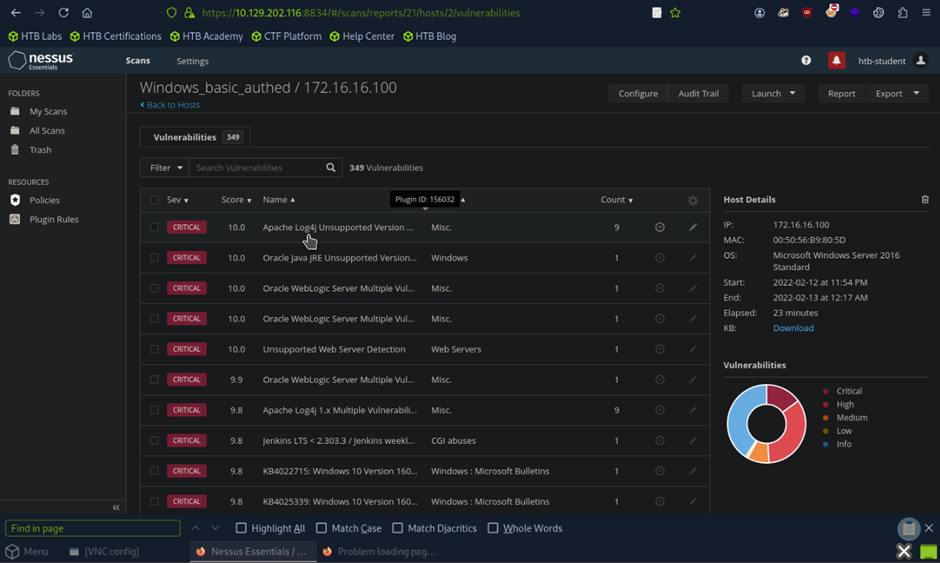 https://10.129.202.116:8834/#/scans/reports/21/hosts/2/vulnerabilities
HTB Labs HTB Certifications HTB Academy CTF Platform Help Center HTB Blog
nessus Essentials Scans Settings htb-student
FOLDERS
My Scans
All Scans
Trash
RESOURCES
Policies
Plugin Rules
Windows_basic_authed / 172.16.16.100
Back to Hosts
Configure Audit Trail Launch Report Export
Vulnerabilities 349
Filter Search Vulnerabilities 349 Vulnerabilities
Sev Score Name Plugin ID: 156032 Count
CRITICAL 10.0 Apache Log4j Unsupported Version ... Misc. 9
CRITICAL 10.0 Oracle Java JRE Unsupported Version... Windows 1
CRITICAL 10.0 Oracle WebLogic Server Multiple Vul... Misc. 1
CRITICAL 10.0 Oracle WebLogic Server Multiple Vul... Misc. 1
CRITICAL 10.0 Unsupported Web Server Detection Web Servers 1
CRITICAL 9.9 Oracle WebLogic Server Multiple Vul... Misc. 1
CRITICAL 9.8 Apache Log4j 1.x Multiple Vulnerabili... Misc. 9
CRITICAL 9.8 Jenkins LTS < 2.303.3 / Jenkins weekl... CGI abuses 1
CRITICAL 9.8 KB4022715: Windows 10 Version 160... Windows : Microsoft Bulletins 1
CRITICAL 9.8 KB4025339: Windows 10 Version 160... Windows : Microsoft Bulletins 1
Host Details
IP: 172.16.16.100
MAC: 00:50:56:B9:80:5D
OS: Microsoft Windows Server 2016
Standard
Start: 2022-02-12 at 11:54 PM
End: 2022-02-13 at 12:17 AM
Elapsed: 23 minutes
KB: Download
Vulnerabilities
Critical
High
Medium
Low
Info
Find in page Highlight All Match Case Match Diacritics Whole Words
Menu [VNC config] Nessus Essentials / ... Problem loading pag...